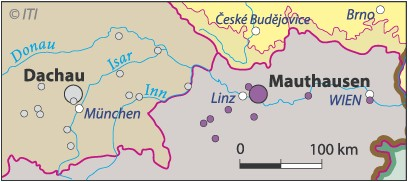 © ITI
České Budějovice
Brno
Donau
Isar
Dachau
Inn
Mauthausen
Linz
WIEN
München
0 100 km